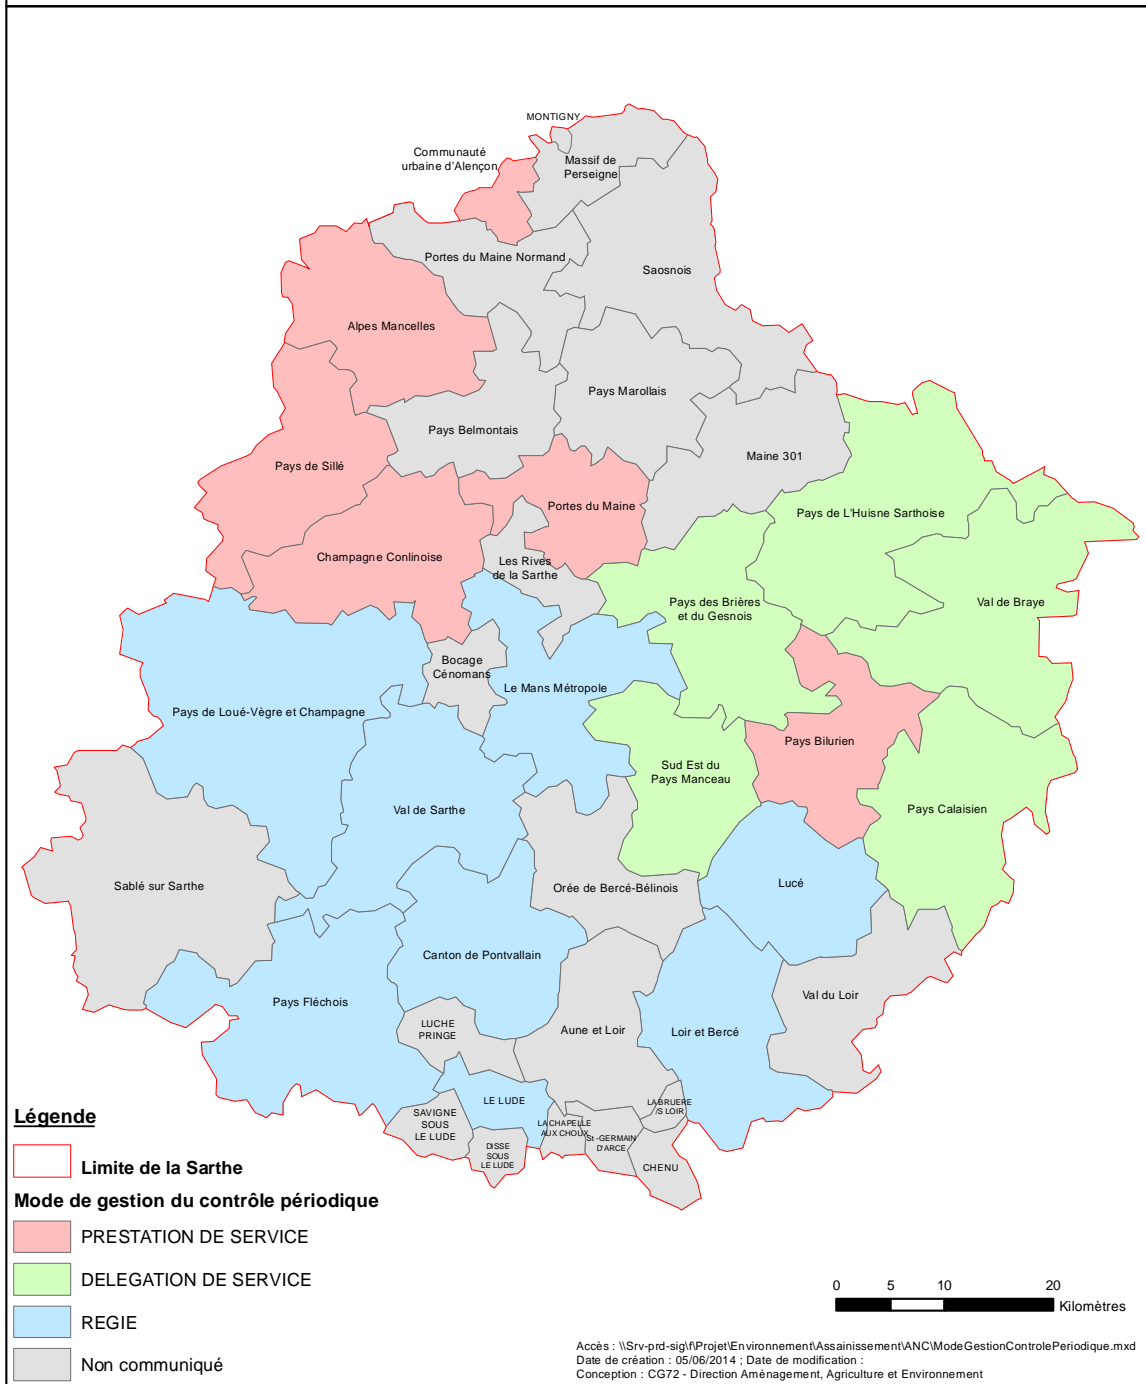 MONTIGNY
Communauté
urbaine d'Alençon
Massif de
Perseigne
Portes du Maine Normand
Saosnois
Alpes Mancelles
Pays Marollais
Pays Belmontais
Maine 301
Pays de Sillé
Portes du Maine
Pays de L'Huisne Sarthoise
Champagne Conlinoise
Les Rives
de la Sarthe
Pays des Brières
et du Gesnois
Val de Braye
Bocage
Cénomans
Le Mans Métropole
Pays de Loué-Vègre et Champagne
Pays Bilurien
Sud Est du
Pays Manceau
Val de Sarthe
Pays Calaisien
Sablé sur Sarthe
Orée de Bercé-Bélinois
Lucé
Canton de Pontvallain
Pays Fléchois
Val du Loir
LUCHE
PRINGE
Aune et Loir
Loir et Bercé
LE LUDE
LA BRUERE
/S LOIR
SAVIGNE
SOUS
LE LUDE
LA CHAPELLE
AUX CHOUX
St -GERMAIN
D'ARCE
DISSE
SOUS
LE LUDE
CHENU
Légende
Limite de la Sarthe
Mode de gestion du contrôle périodique
PRESTATION DE SERVICE
DELEGATION DE SERVICE
REGIE
Non communiqué
0 5 10 20
Kilomètres
Accès : \\Srv-prd-sig\f\Projet\Environnement\Assainissement\ANC\ModeGestionControlePeriodique.mxd
Date de création : 05/06/2014 ; Date de modification :
Conception : CG72 - Direction Aménagement, Agriculture et Environnement